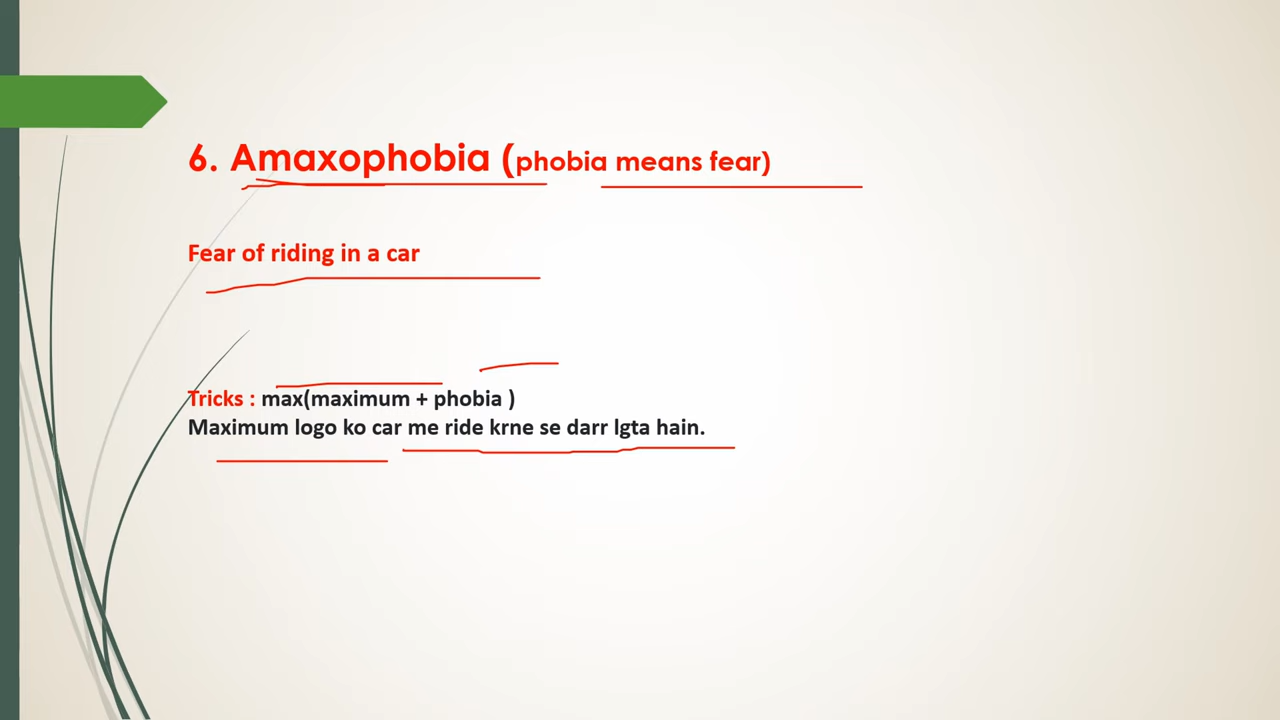 6. Amaxophobia (phobia means fear)
Fear of riding in a car
Tricks : max(maximum + phobia )
Maximum logo ko car me ride krne se darr lgta hain.